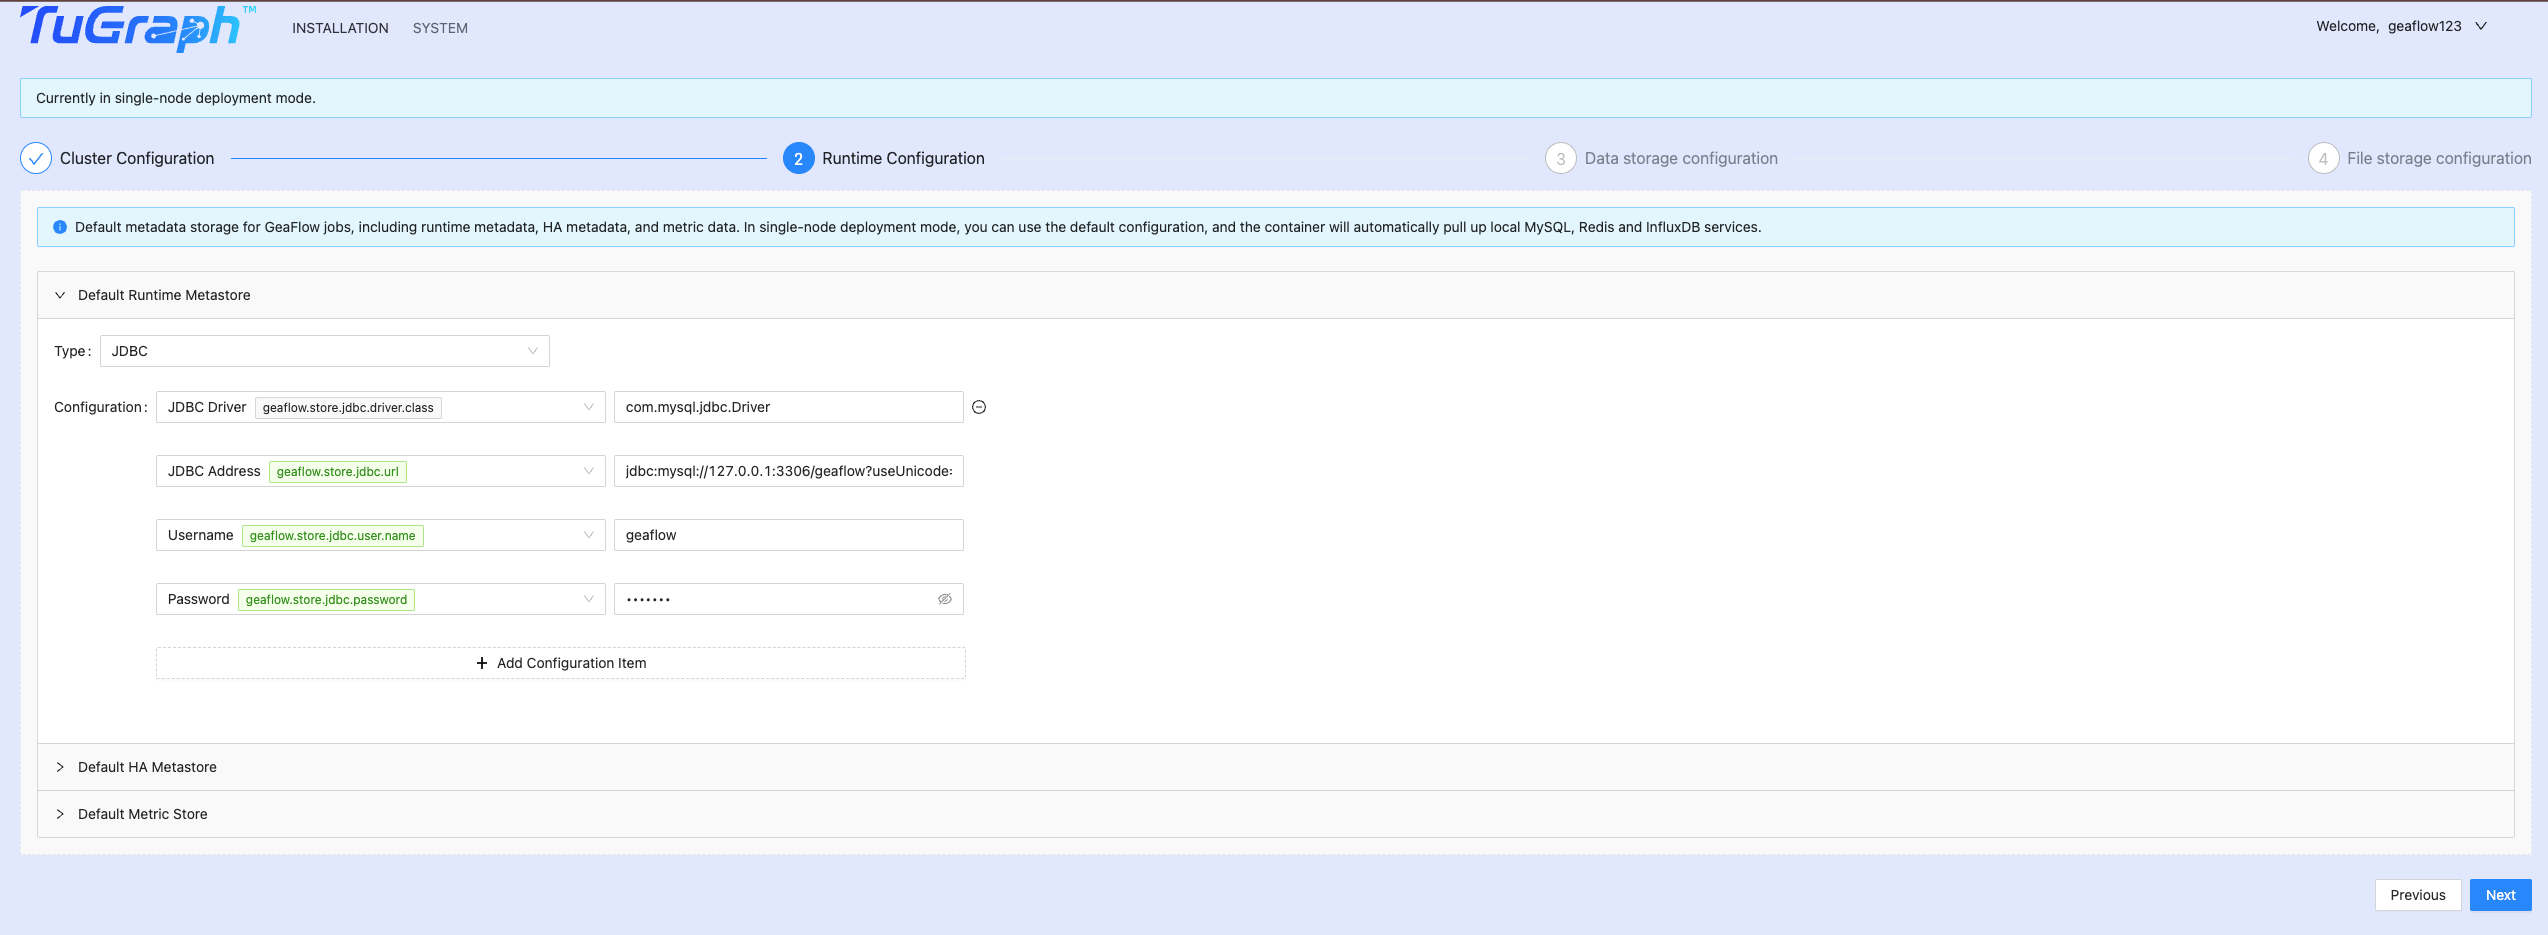 TuGraph™ INSTALLATION SYSTEM Welcome, geaflow123
Currently in single-node deployment mode.
Cluster Configuration 2 Runtime Configuration 3 Data storage configuration 4 File storage configuration
Default metadata storage for GeaFlow jobs, including runtime metadata, HA metadata, and metric data. In single-node deployment mode, you can use the default configuration, and the container will automatically pull up local MySQL, Redis and InfluxDB services.
Default Runtime Metastore
Type: JDBC
Configuration: JDBC Driver geaflow.store.jdbc.driver.class com.mysql.jdbc.Driver
JDBC Address geaflow.store.jdbc.url jdbc:mysql://127.0.0.1:3306/geaflow?useUnicode=
Username geaflow.store.jdbc.user.name geaflow
Password geaflow.store.jdbc.password •••••••
+ Add Configuration Item
Default HA Metastore
Default Metric Store
Previous Next